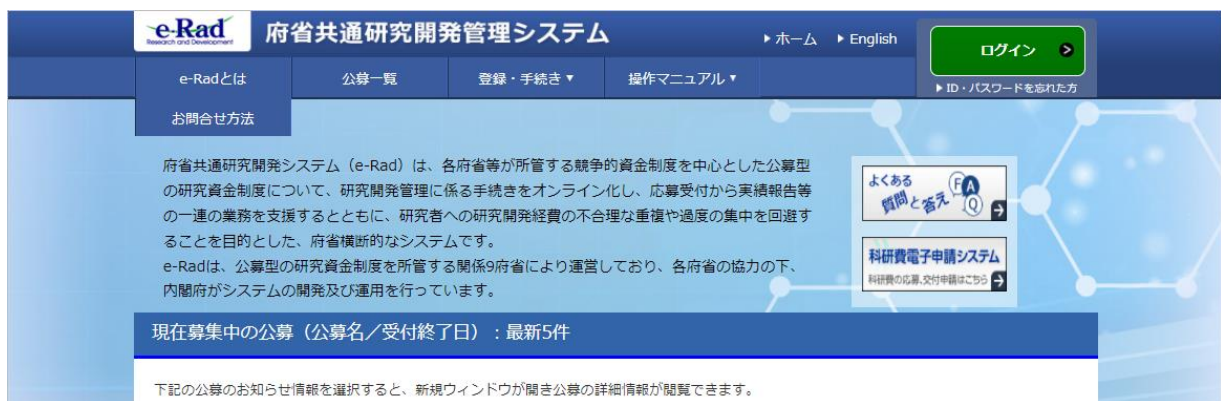 e-Rad
Research and Development
府省共通研究開発管理システム
▶ホーム ▶English
ログイン
▶ID・パスワードを忘れた方
e-Radとは 公募一覧 登録・手続き▼ 操作マニュアル▼
お問合せ方法
府省共通研究開発システム（e-Rad）は、各府省等が所管する競争的資金制度を中心とした公募型
の研究資金制度について、研究開発管理に係る手続きをオンライン化し、応募受付から実績報告等
の一連の業務を支援するとともに、研究者への研究開発経費の不合理な重複や過度の集中を回避す
ることを目的とした、府省横断的なシステムです。
e-Radは、公募型の研究資金制度を所管する関係9府省により運営しており、各府省の協力の下、
内閣府がシステムの開発及び運用を行っています。
よくある
質問と答え
FAQ
科研費電子申請システム
科研費の応募、交付申請はこちら
現在募集中の公募（公募名／受付終了日）：最新5件
下記の公募のお知らせ情報を選択すると、新規ウィンドウが開き公募の詳細情報が閲覧できます。